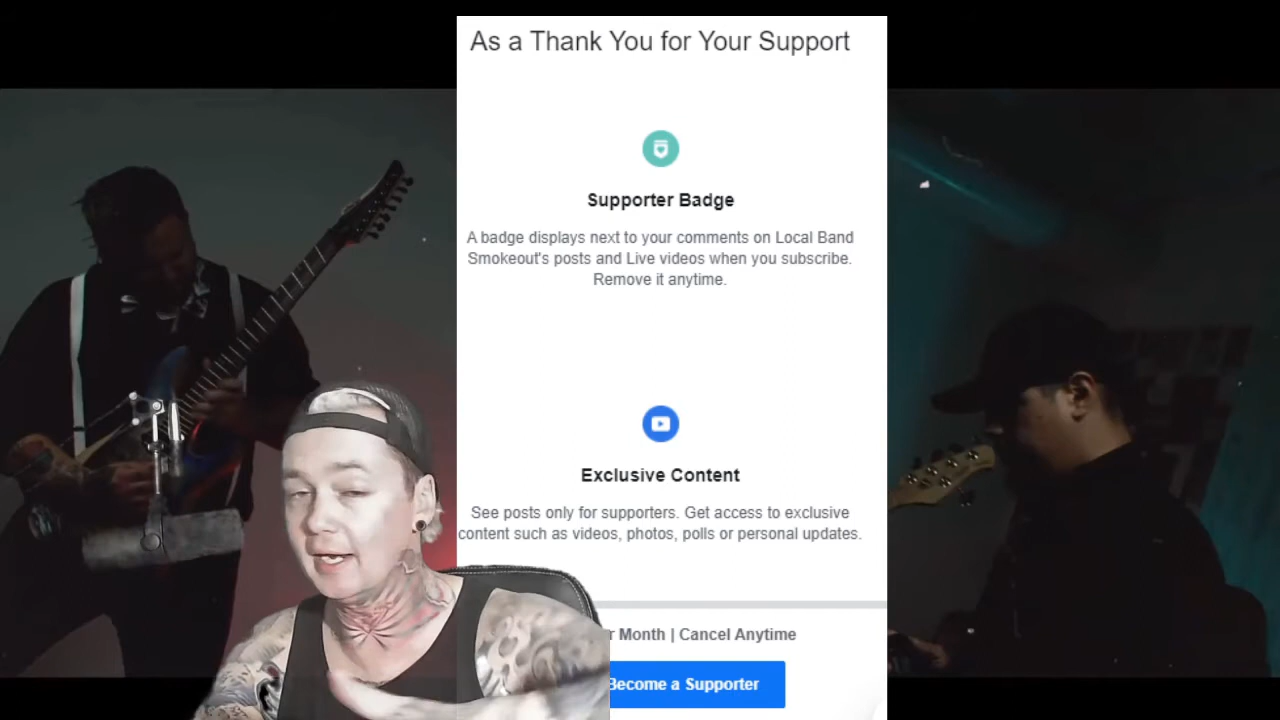 As a Thank You for Your Support
Supporter Badge
A badge displays next to your comments on Local Band
Smokeout's posts and Live videos when you subscribe.
Remove it anytime.
Exclusive Content
See posts only for supporters. Get access to exclusive
content such as videos, photos, polls or personal updates.
Month | Cancel Anytime
Become a Supporter